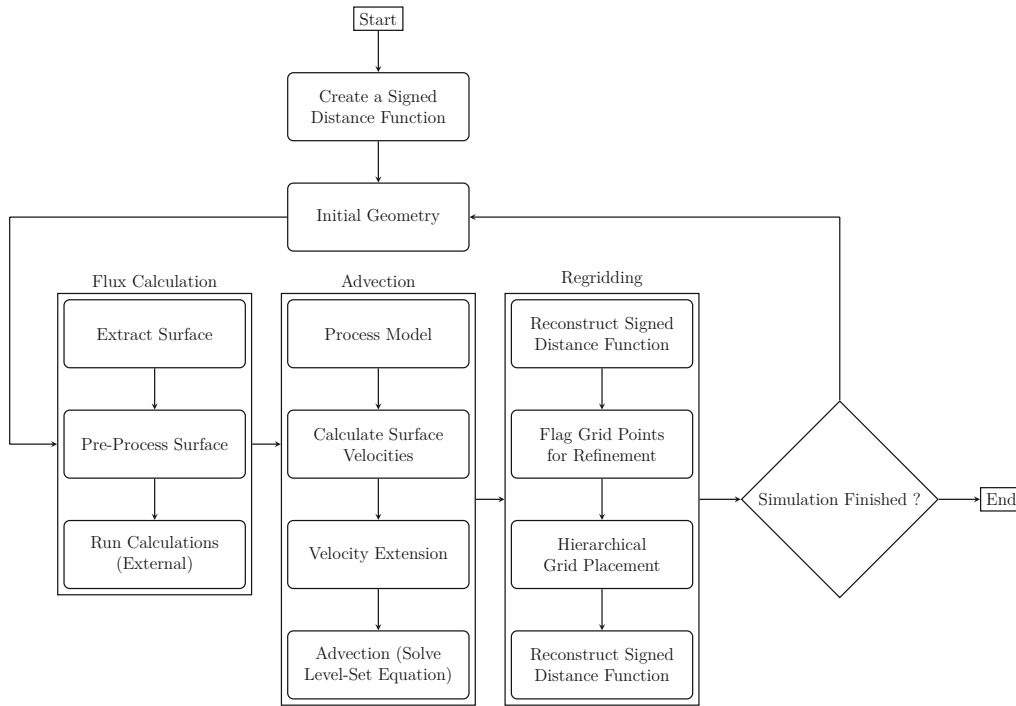 Start
Create a Signed
Distance Function
Initial Geometry
Flux Calculation
Extract Surface
Pre-Process Surface
Run Calculations
(External)
Advection
Process Model
Calculate Surface
Velocities
Velocity Extension
Advection (Solve
Level-Set Equation)
Regridding
Reconstruct Signed
Distance Function
Flag Grid Points
for Refinement
Hierarchical
Grid Placement
Reconstruct Signed
Distance Function
Simulation Finished ?
End